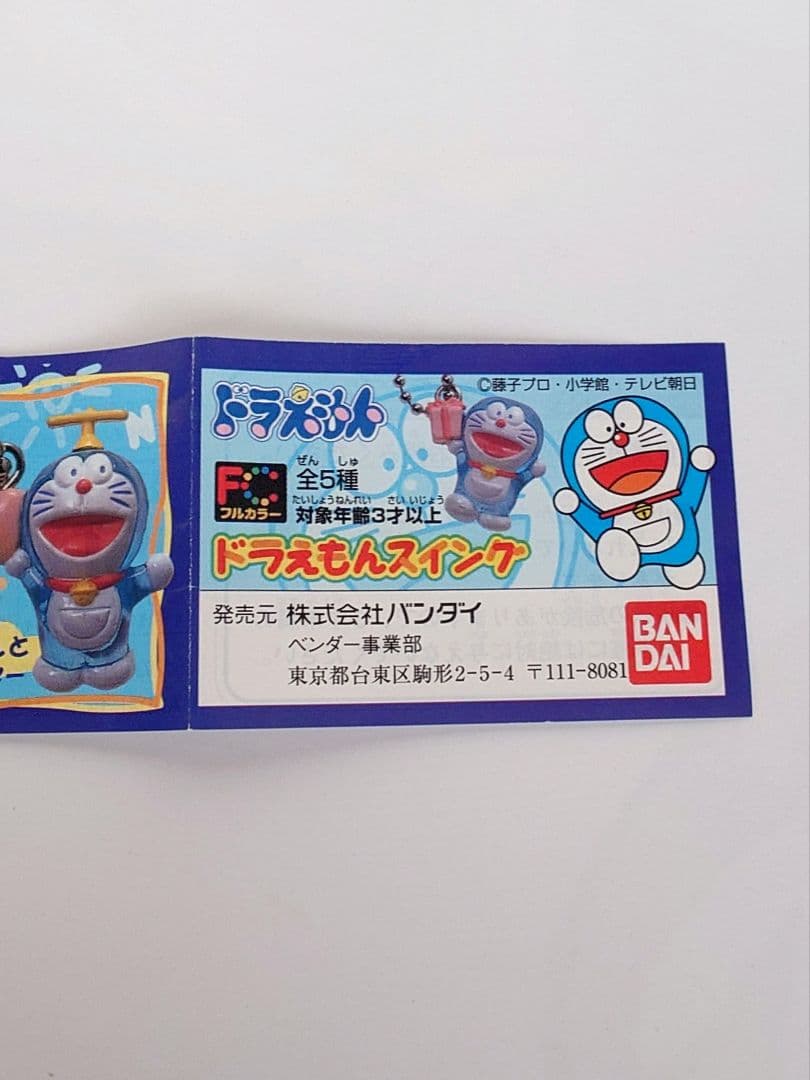 ドラえもん
©藤子プロ・小学館・テレビ朝日
FC
フルカラー
ぜん しゅ
全5種
たいしょうねんれい さい いじょう
対象年齢3才以上
ドラえもんスイング
発売元 株式会社バンダイ
ベンダー事業部
東京都台東区駒形2-5-4 〒111-8081
BAN
DAI